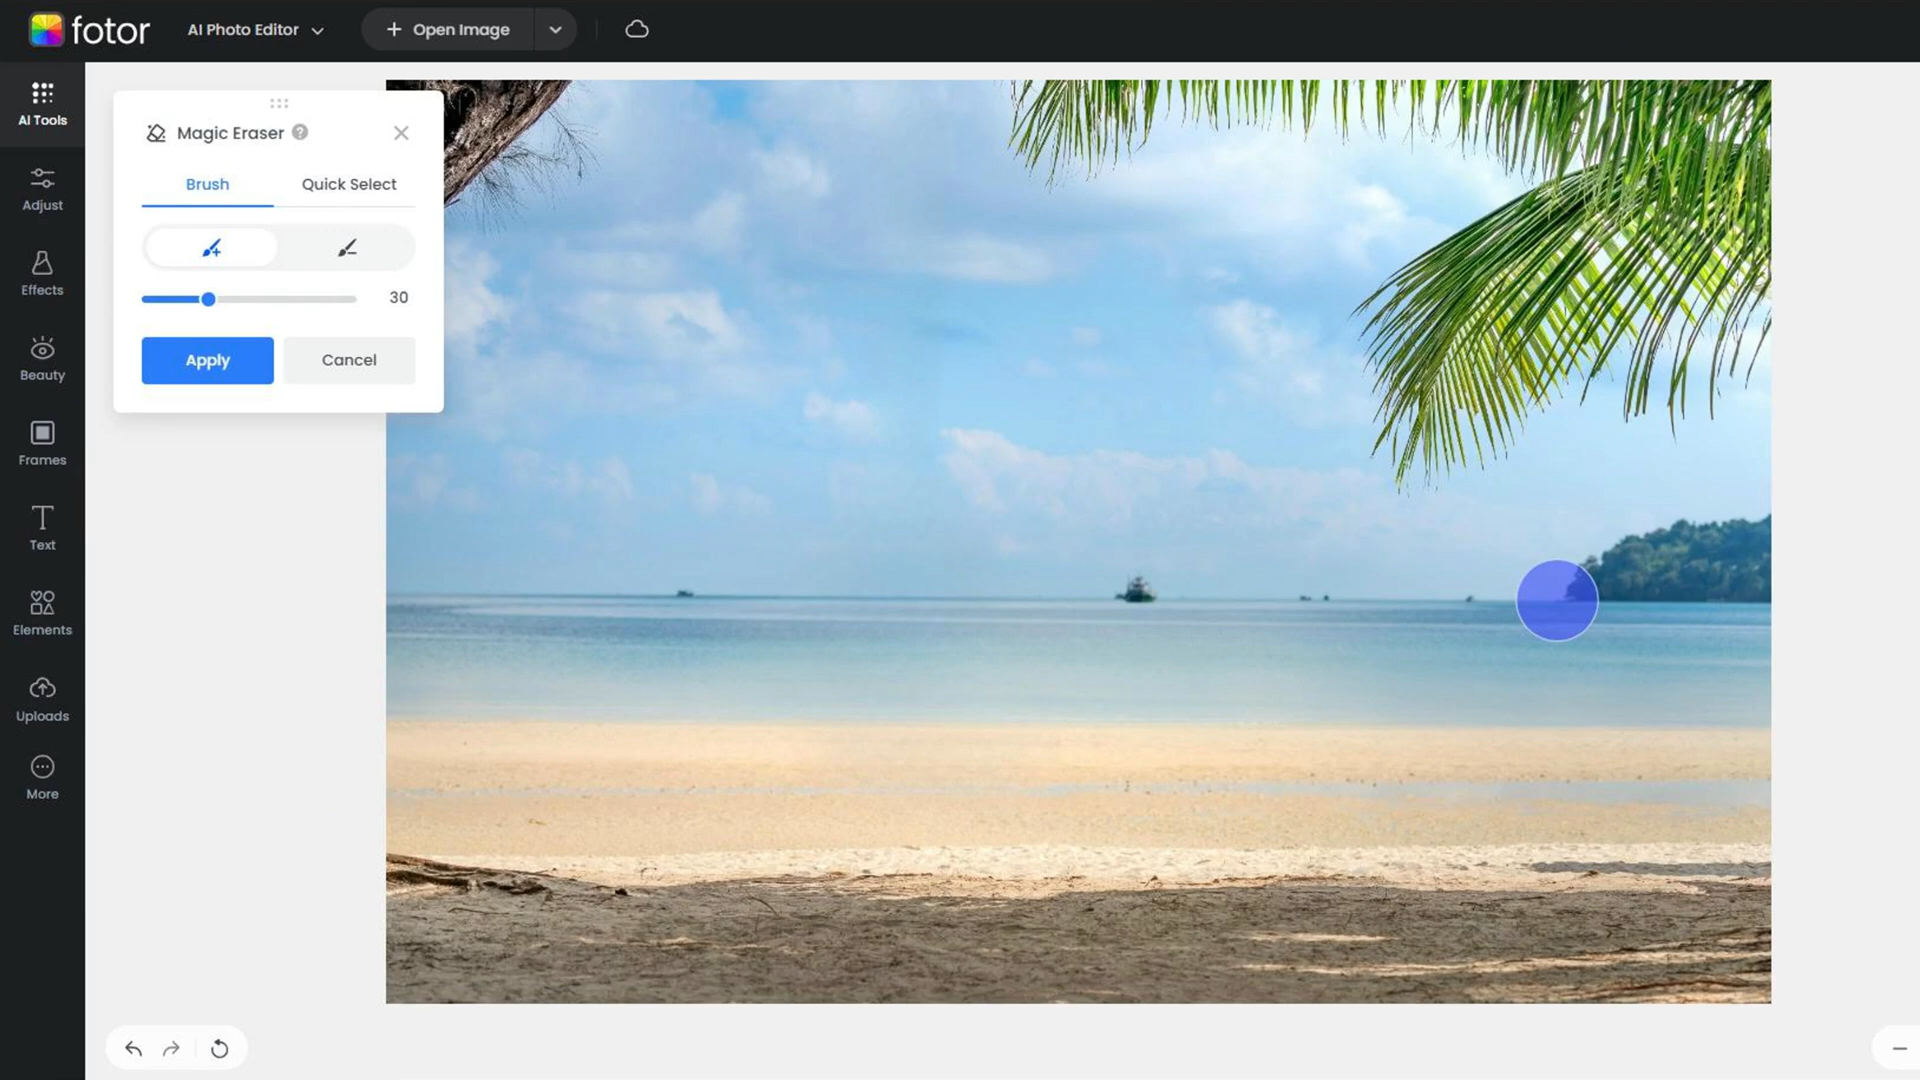 fotor
AI Photo Editor
Open Image
AI Tools
Adjust
Effects
Beauty
Frames
Text
Elements
Uploads
More
Magic Eraser ?
Brush
Quick Select
30
Apply
Cancel